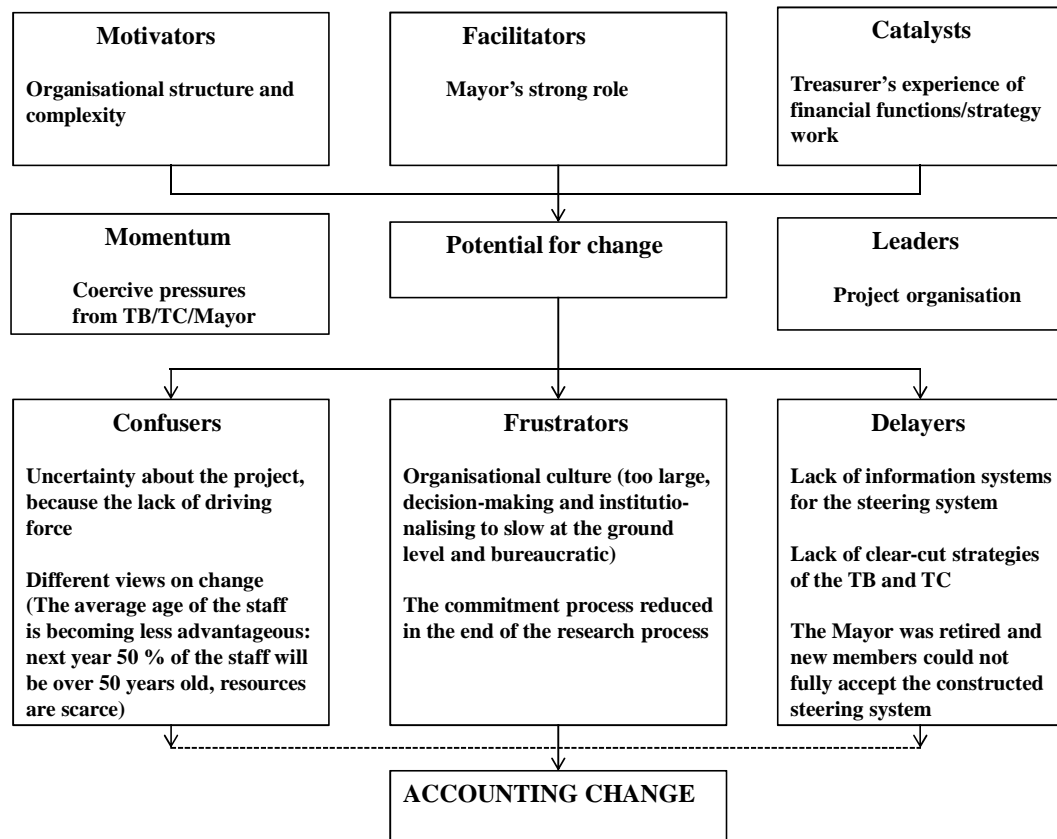 Motivators
Organisational structure and
complexity
Facilitators
Mayor's strong role
Catalysts
Treasurer's experience of
financial functions/strategy
work
Momentum
Coercive pressures
from TB/TC/Mayor
Potential for change
Leaders
Project organisation
Confusers
Uncertainty about the project,
because the lack of driving
force
Different views on change
(The average age of the staff
is becoming less advantageous:
next year 50 % of the staff will
be over 50 years old, resources
are scarce)
Frustrators
Organisational culture (too large,
decision-making and institutio-
nalising to slow at the ground
level and bureaucratic)
The commitment process reduced
in the end of the research process
Delayers
Lack of information systems
for the steering system
Lack of clear-cut strategies
of the TB and TC
The Mayor was retired and
new members could not
fully accept the constructed
steering system
ACCOUNTING CHANGE